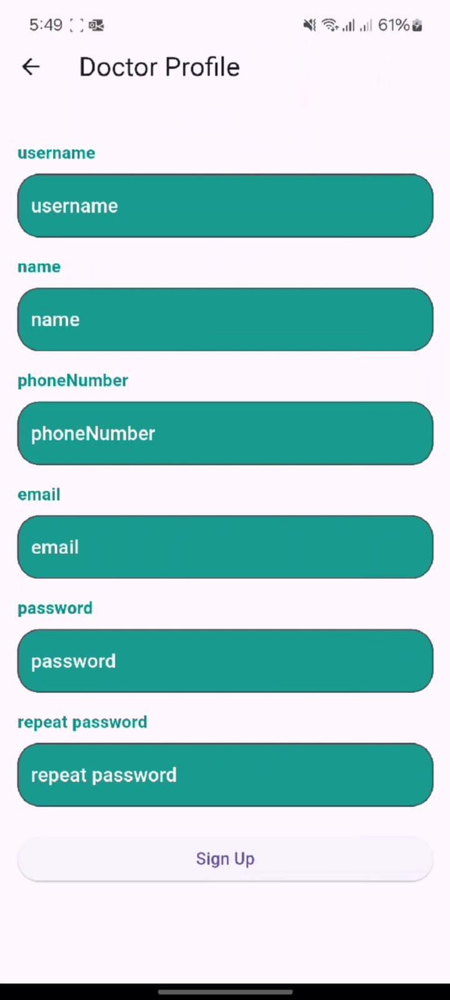 5:49 61%
Doctor Profile
username
username
name
name
phoneNumber
phoneNumber
email
email
password
password
repeat password
repeat password
Sign Up